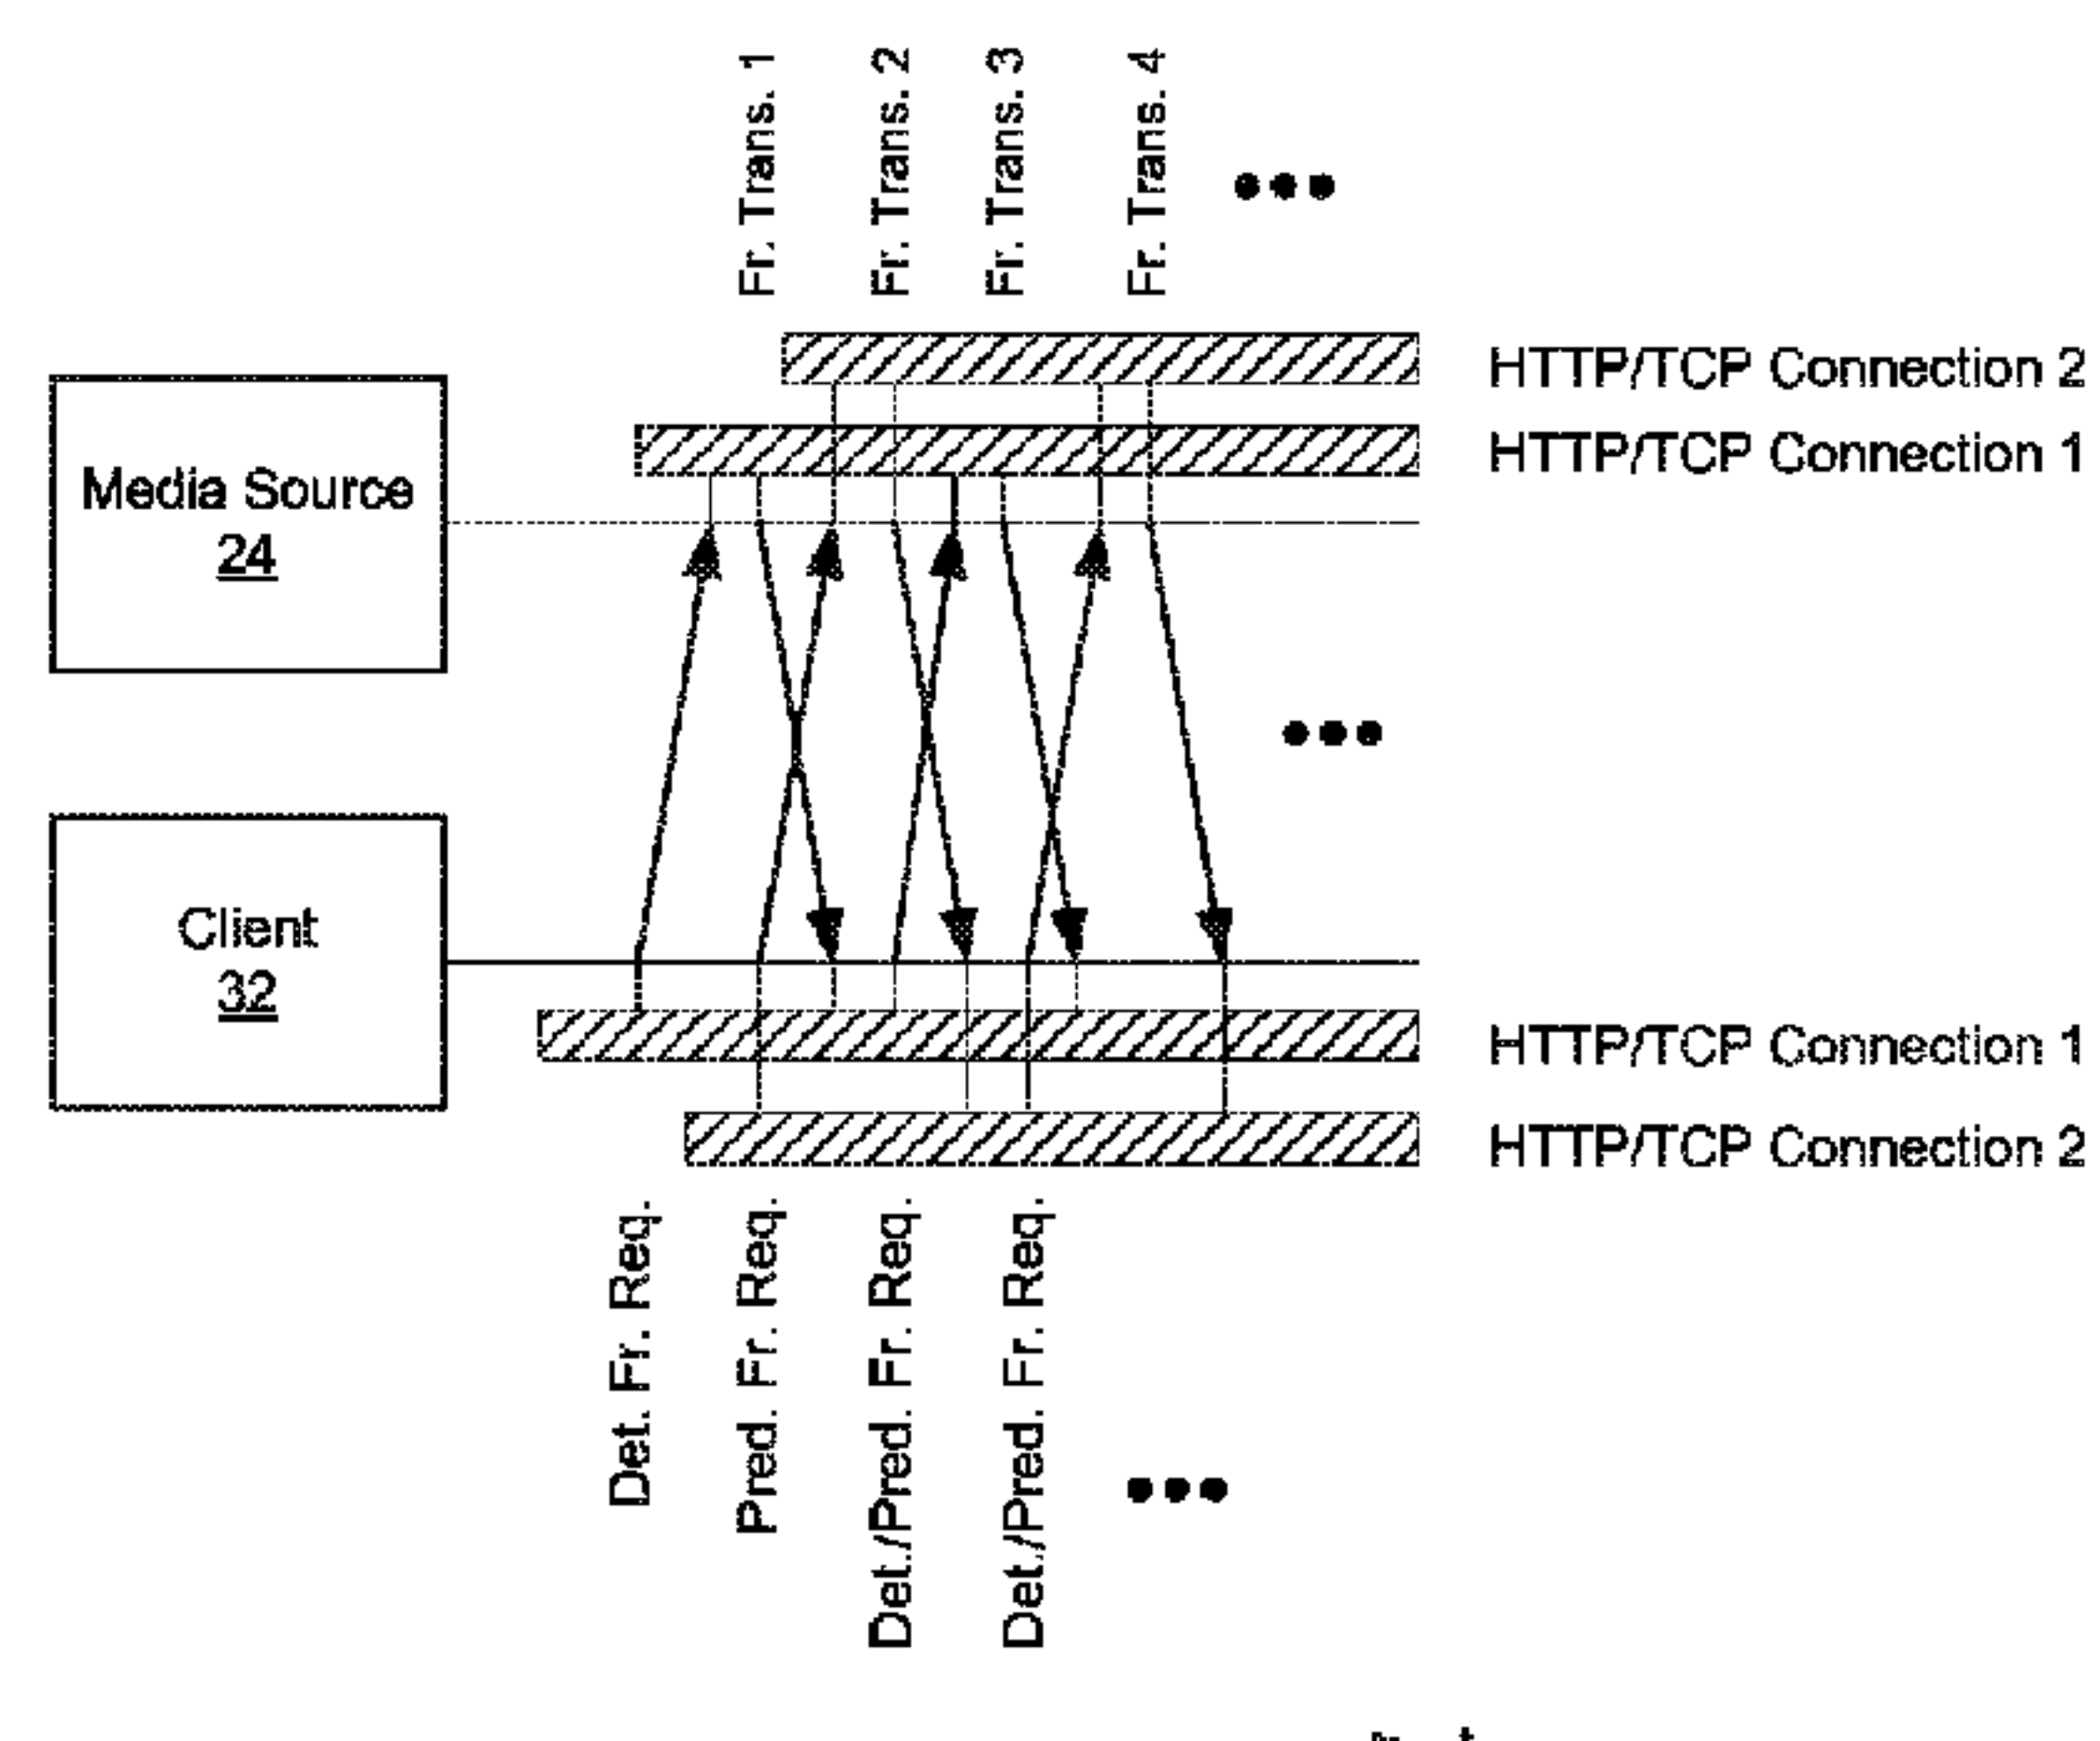 Fr. Trans. 1
Fr. Trans. 2
Fr. Trans. 3
Fr. Trans. 4
HTTP/TCP Connection 2
HTTP/TCP Connection 1
Media Source
24
Client
32
HTTP/TCP Connection 1
HTTP/TCP Connection 2
Det. Fr. Req.
Pred. Fr. Req.
Det./Pred. Fr. Req.
Det./Pred. Fr. Req.